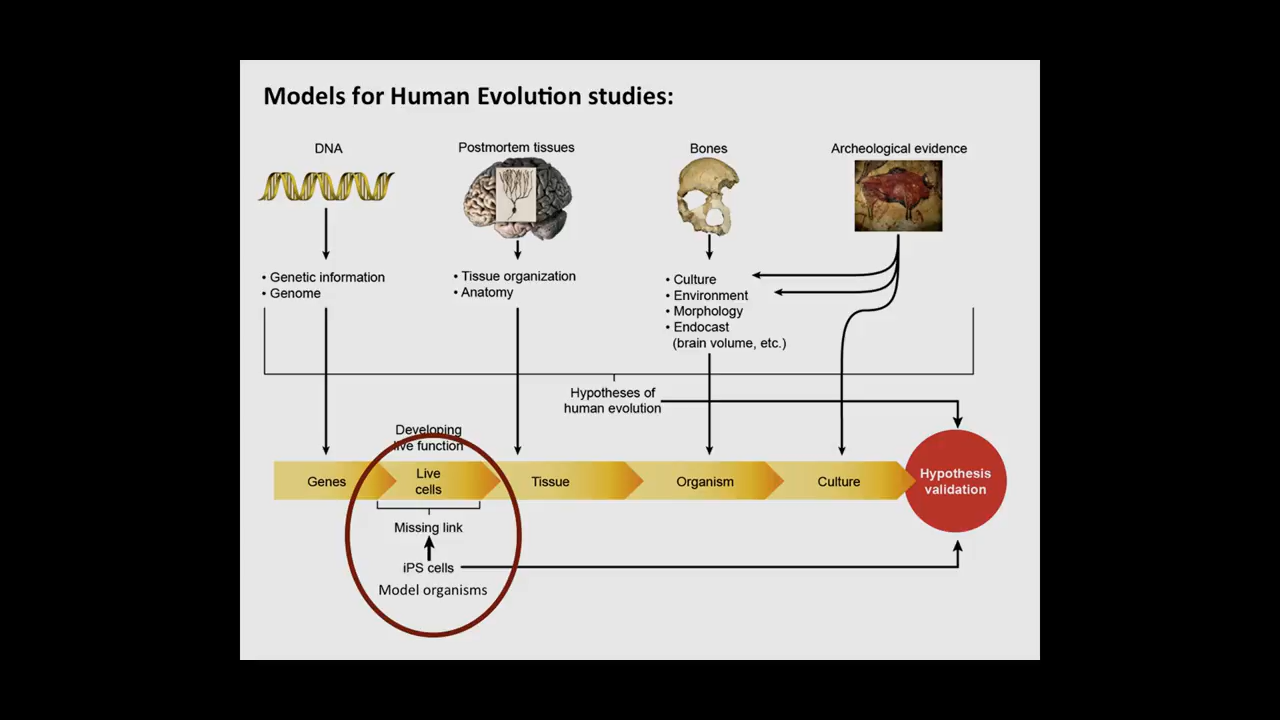 Models for Human Evolution studies:
DNA
Postmortem tissues
Bones
Archeological evidence
• Genetic information
• Genome
• Tissue organization
• Anatomy
• Culture
• Environment
• Morphology
• Endocast
(brain volume, etc.)
Hypotheses of
human evolution
Developing
live function
Genes
Live
cells
Tissue
Organism
Culture
Hypothesis
validation
Missing link
iPS cells
Model organisms